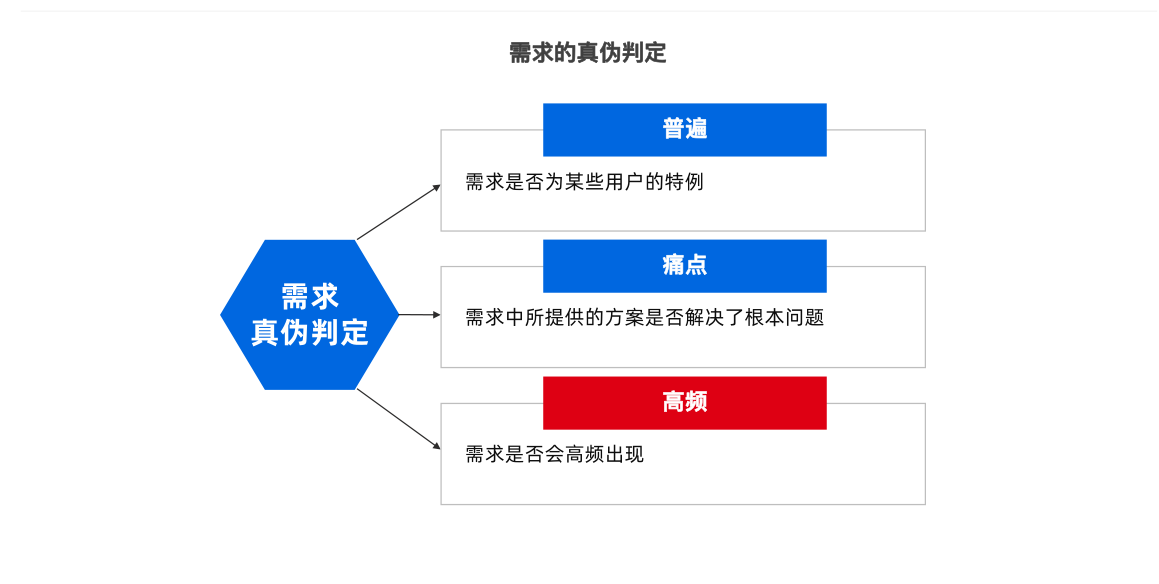 需求的真伪判定
普遍
需求是否为某些用户的特例
痛点
需求
真伪判定
需求中所提供的方案是否解决了根本问题
高频
需求是否会高频出现